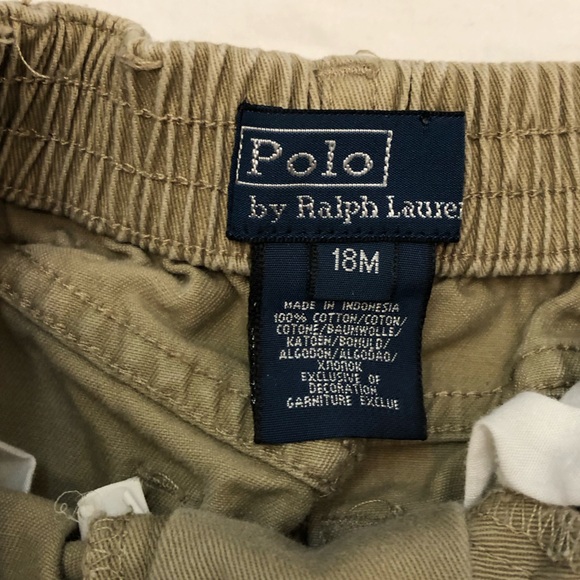 Polo
by Ralph Lauren
18M
MADE IN INDONESIA
100% COTTON/COTON/
COTONE/BAUMWOLLE/
KATOEN/BOMULD/
ALGODON/ALGODAO/
ХЛОПОК
EXCLUSIVE OF
DECORATION
GARNITURE EXCLUE